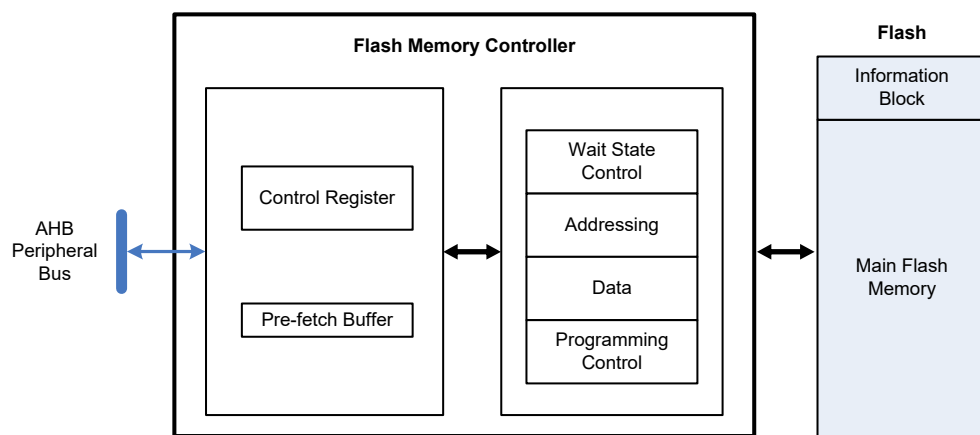 Flash Memory Controller
Flash
Information
Block
Wait State
Control
Control Register
Addressing
AHB
Peripheral
Bus
Main Flash
Memory
Data
Pre-fetch Buffer
Programming
Control